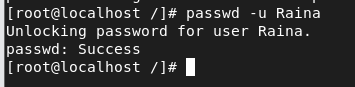 [root@localhost /]# passwd -u Raina
Unlocking password for user Raina.
passwd: Success
[root@localhost /]#